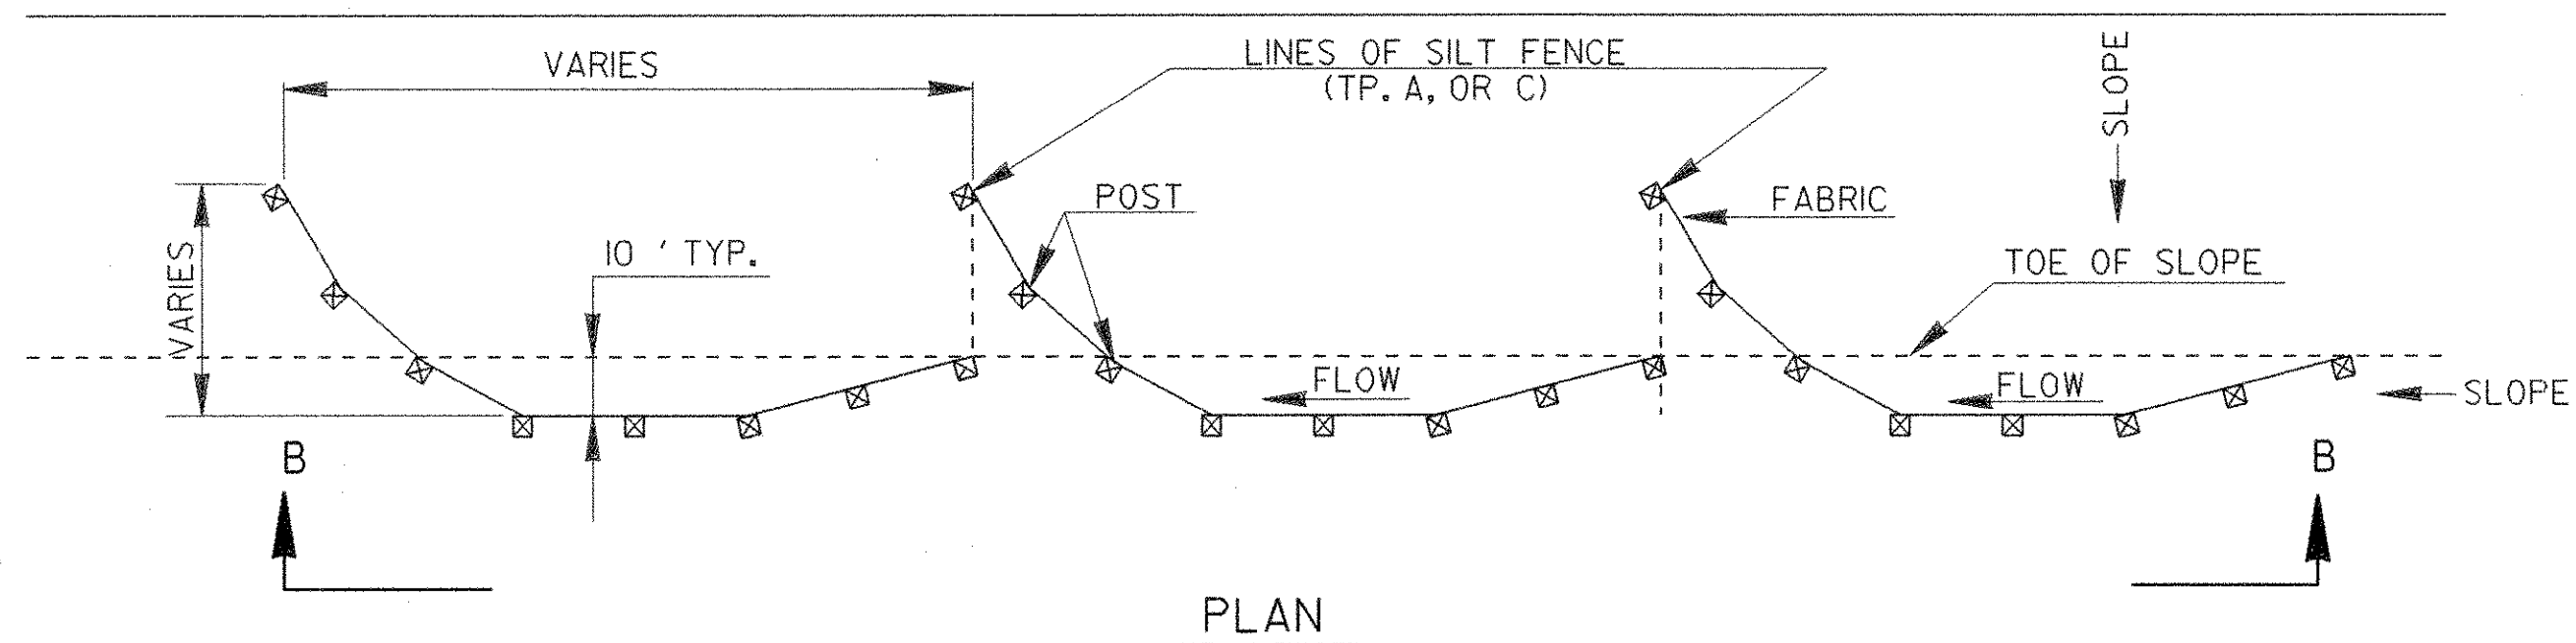 VARIES
LINES OF SILT FENCE
(TP. A, OR C)
SLOPE
POST
FABRIC
VARIES
10 ' TYP.
TOE OF SLOPE
FLOW
FLOW
SLOPE
B
B
PLAN